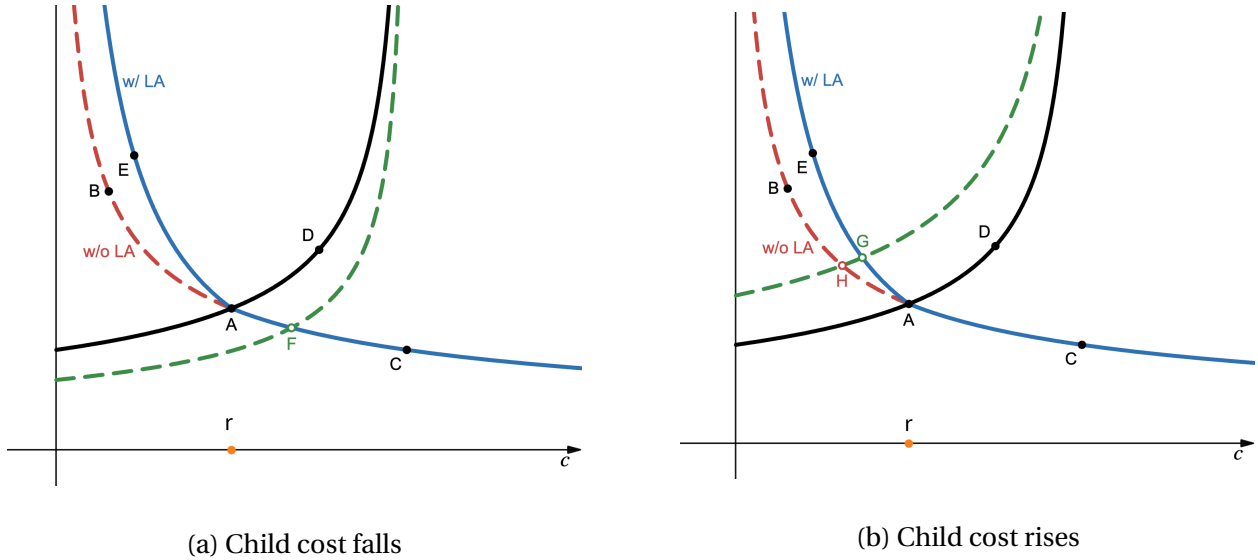 w/ LA
E
B
w/o LA
D
A
F
C
r
c
(a) Child cost falls
w/ LA
E
B
G
D
w/o LA
H
A
C
r
c
(b) Child cost rises